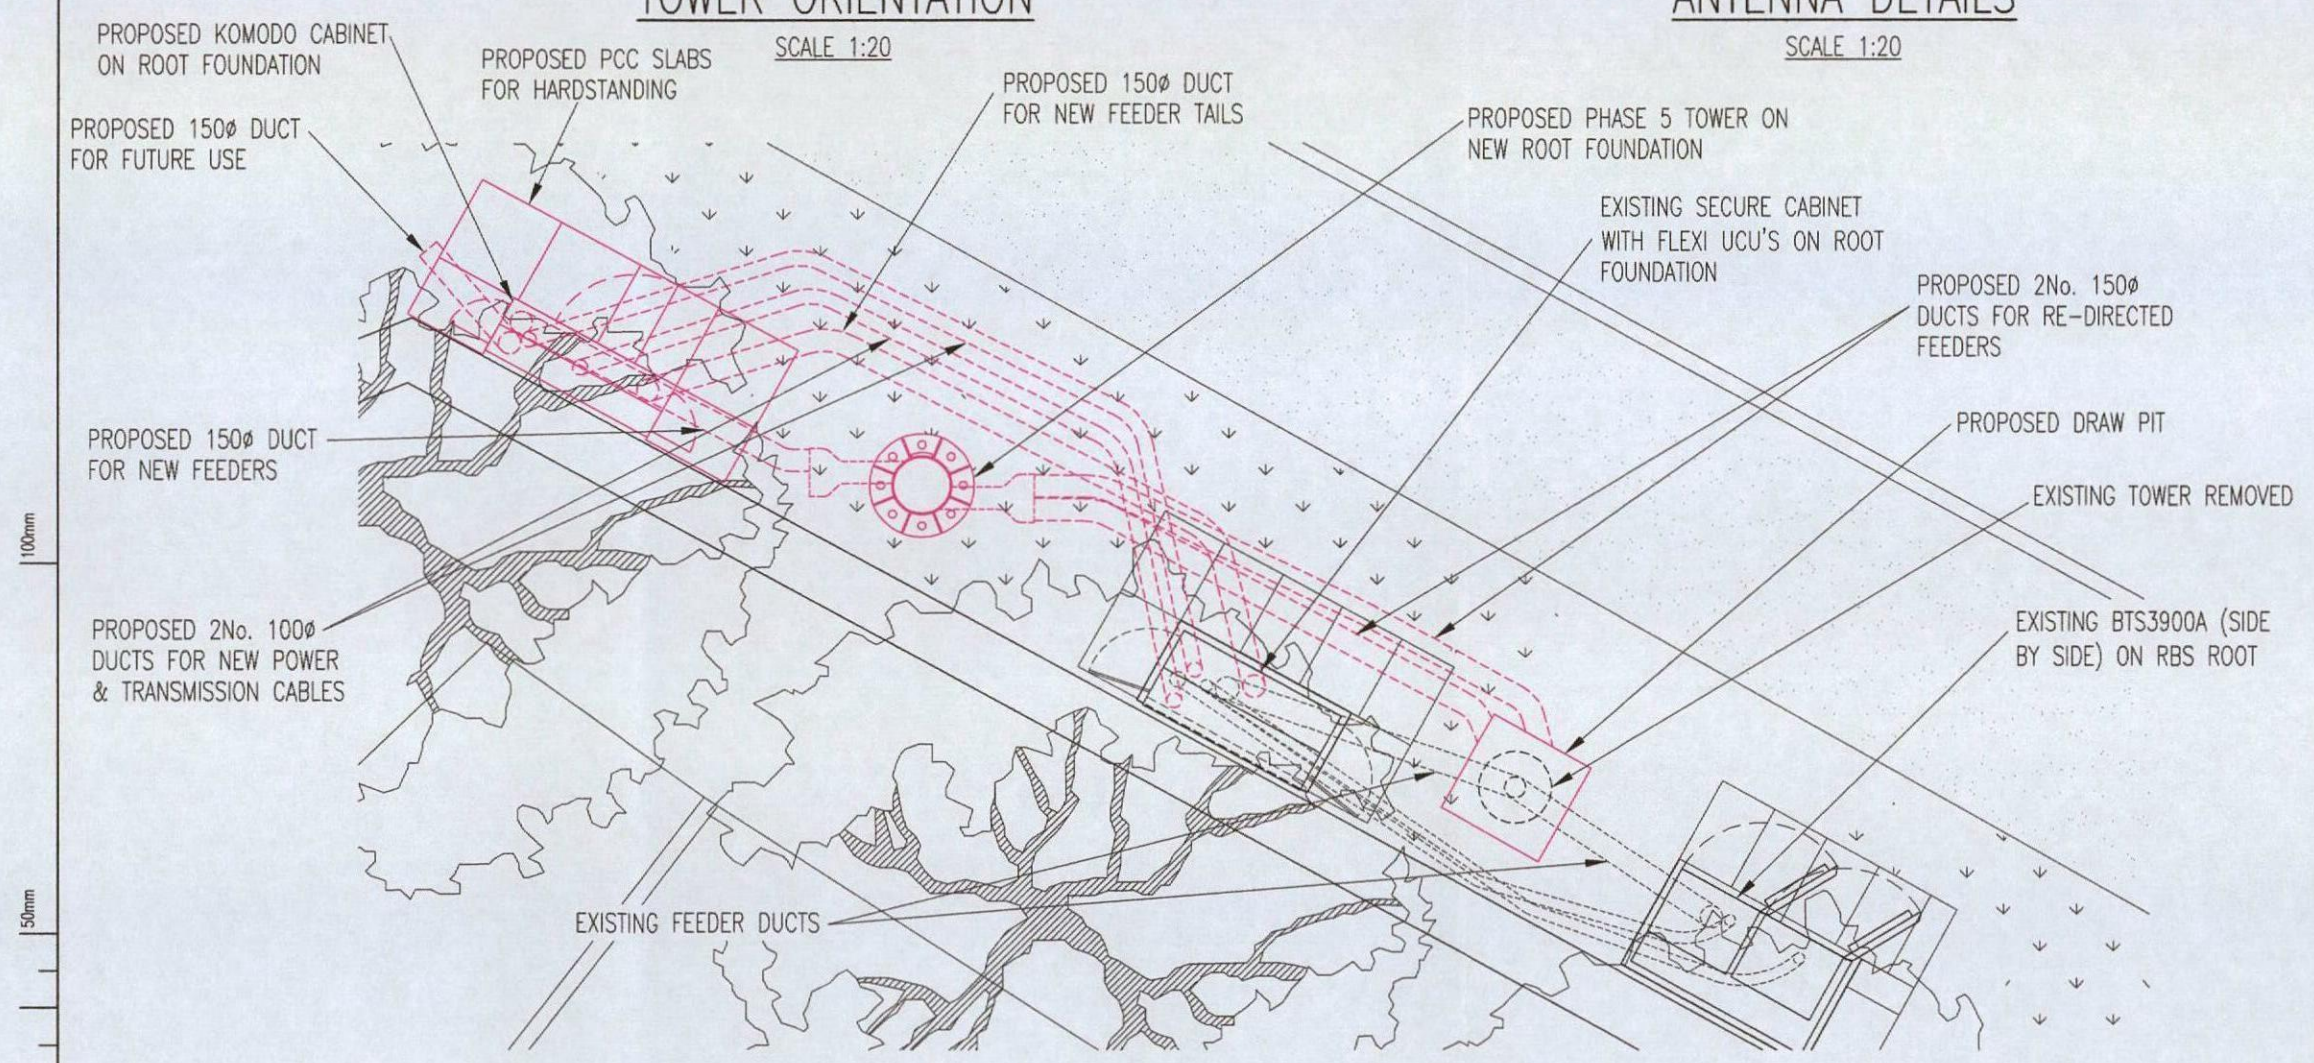 TOWER ORIENTATION
SCALE 1:20
ANTENNA DETAILS
SCALE 1:20
PROPOSED KOMODO CABINET
ON ROOT FOUNDATION
PROPOSED PCC SLABS
FOR HARDSTANDING
PROPOSED 150ø DUCT
FOR NEW FEEDER TAILS
PROPOSED PHASE 5 TOWER ON
NEW ROOT FOUNDATION
PROPOSED 150ø DUCT
FOR FUTURE USE
EXISTING SECURE CABINET
WITH FLEXI UCU'S ON ROOT
FOUNDATION
PROPOSED 2No. 150ø
DUCTS FOR RE-DIRECTED
FEEDERS
PROPOSED DRAW PIT
PROPOSED 150ø DUCT
FOR NEW FEEDERS
EXISTING TOWER REMOVED
100mm
PROPOSED 2No. 100ø
DUCTS FOR NEW POWER
& TRANSMISSION CABLES
EXISTING BTS3900A (SIDE
BY SIDE) ON RBS ROOT
50mm
EXISTING FEEDER DUCTS